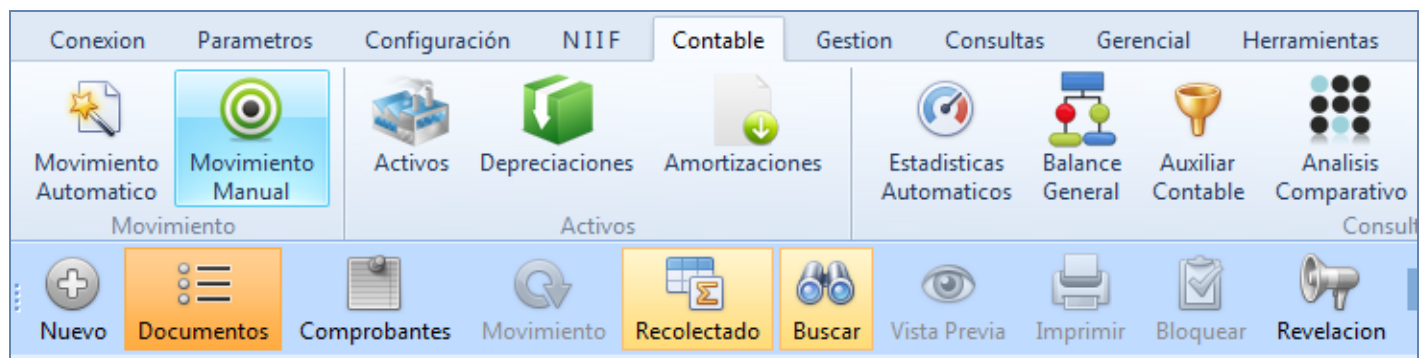 Conexion Parametros Configuración NIIF Contable Gestion Consultas Gerencial Herramientas
Movimiento Automatico
Movimiento Manual
Activos
Depreciaciones
Amortizaciones
Estadisticas Automaticos
Balance General
Auxiliar Contable
Analisis Comparativo
Movimiento Activos Consult
Nuevo Documentos Comprobantes Movimiento Recolectado Buscar Vista Previa Imprimir Bloquear Revelacion